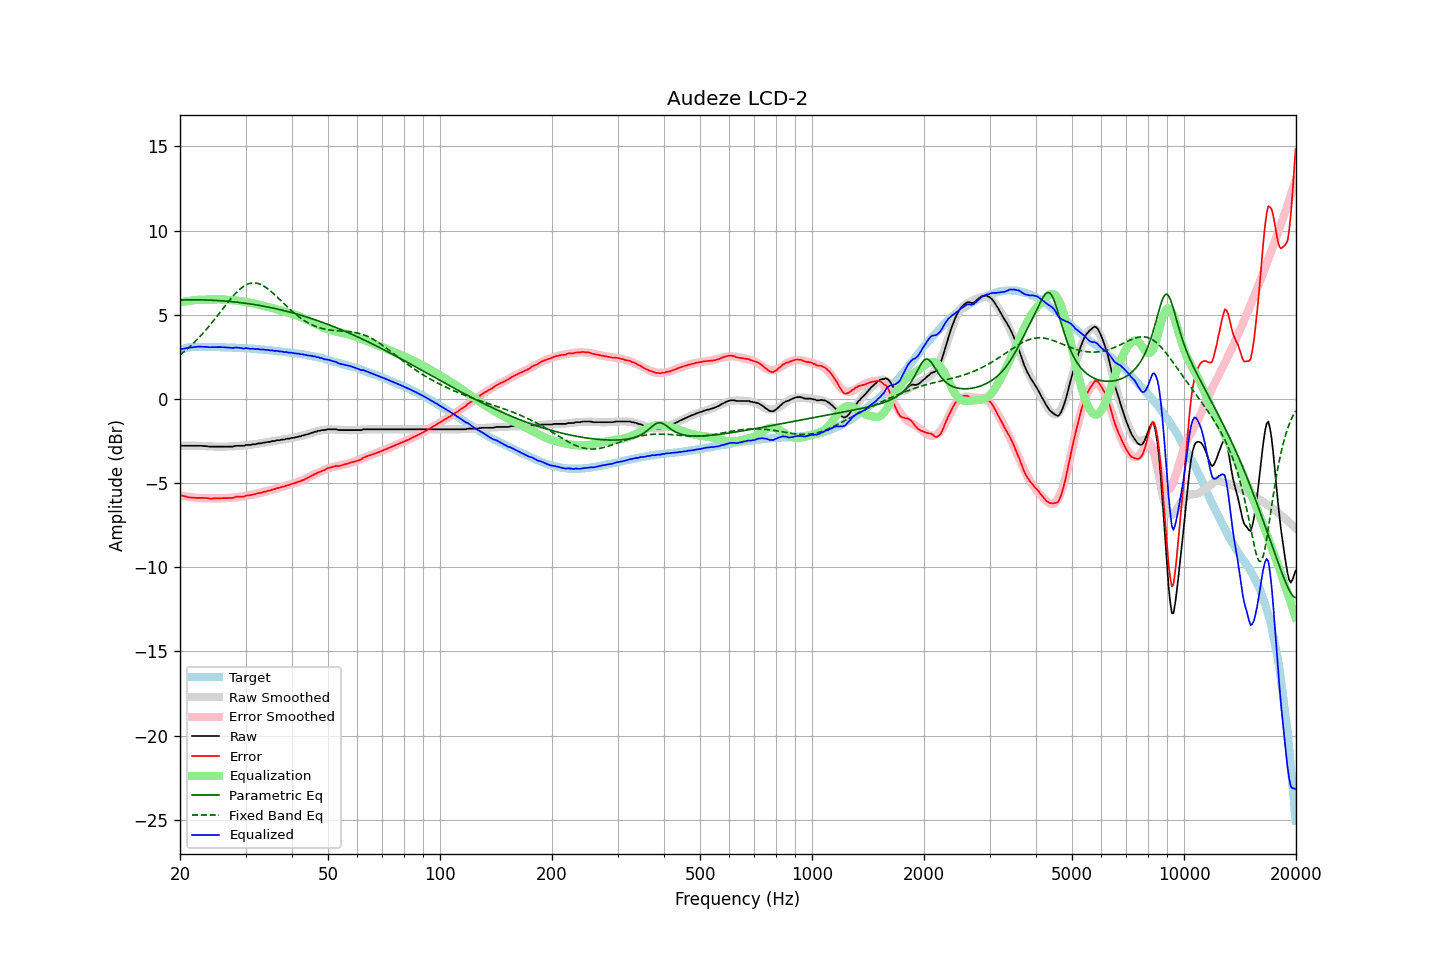 Audeze LCD-2
15
10
5
0
−5
−10
−15
−20
−25
Amplitude (dBr)
Target
Raw Smoothed
Error Smoothed
Raw
Error
Equalization
Parametric Eq
Fixed Band Eq
Equalized
20 50 100 200 500 1000 2000 5000 10000 20000
Frequency (Hz)